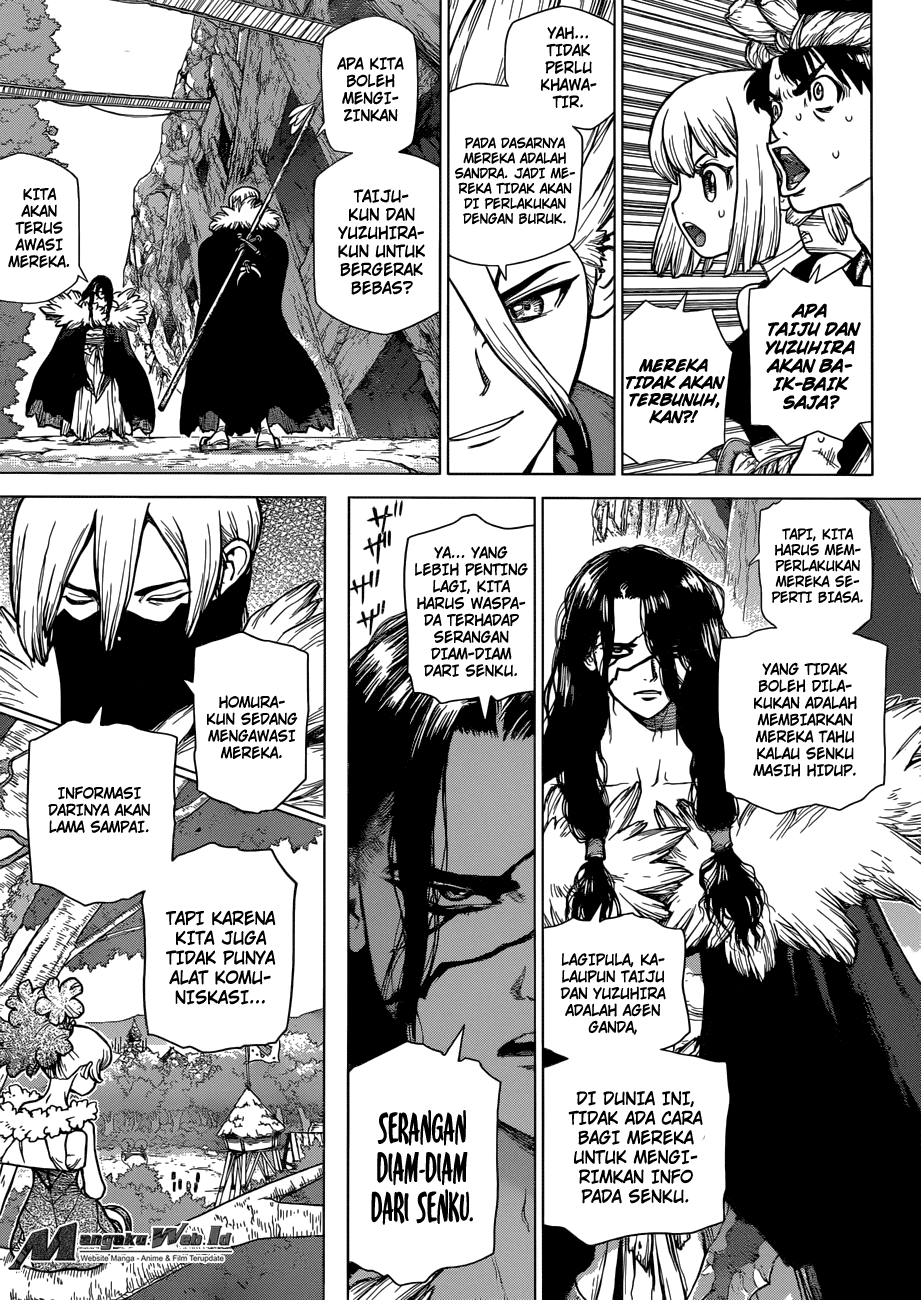 APA
TAIJU DAN
YUZUHIRA
AKAN BA-
IK-BAIK
SAJA?
MEREKA
TIDAK AKAN
TERBUNUH,
KAN?!
YAH...
TIDAK
PERLU
KHAWA-
TIR.
PADA DASARNYA
MEREKA ADALAH
SANDRA. JADI ME-
REKA TIDAK AKAN
DI PERLAKUKAN
DENGAN BURUK.
APA KITA
BOLEH
MENGI-
ZINKAN
TAIJU-
KUN DAN
YUZUHIRA-
KUN UNTUK
BERGERAK
BEBAS?
KITA
AKAN
TERUS
AWASI
MEREKA.
TAPI, KITA
HARUS MEM-
PERLAKUKAN
MEREKA SE-
PERTI BIASA.
YANG TIDAK
BOLEH DILA-
KUKAN ADALAH
MEMBIARKAN
MEREKA TAHU
KALAU SENKU
MASIH HIDUP.
LAGIPULA, KA-
LAUPUN TAIJU
DAN YUZUHIRA
ADALAH AGEN
GANDA,
DI DUNIA INI,
TIDAK ADA CARA
BAGI MEREKA
UNTUK MENGI-
RIMKAN INFO
PADA SENKU.
YA... YANG
LEBIH PENTING
LAGI, KITA
HARUS WASPA-
DA TERHADAP
SERANGAN
DIAM-DIAM
DARI SENKU.
SERANGAN
DIAM-DIAM
DARI SENKU.
HOMURA-
KUN SEDANG
MENGAWASI
MEREKA.
INFORMASI
DARINYA AKAN
LAMA SAMPAI.
TAPI KARENA
KITA JUGA
TIDAK PUNYA
ALAT KOMU-
NISKASI...
Mangaku.Web.Id
Website Manga - Anime & Film Terupdate